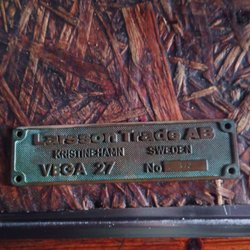 Larsson Trade AB
KRISTINEHAMN SWEDEN
VEGA 27 No